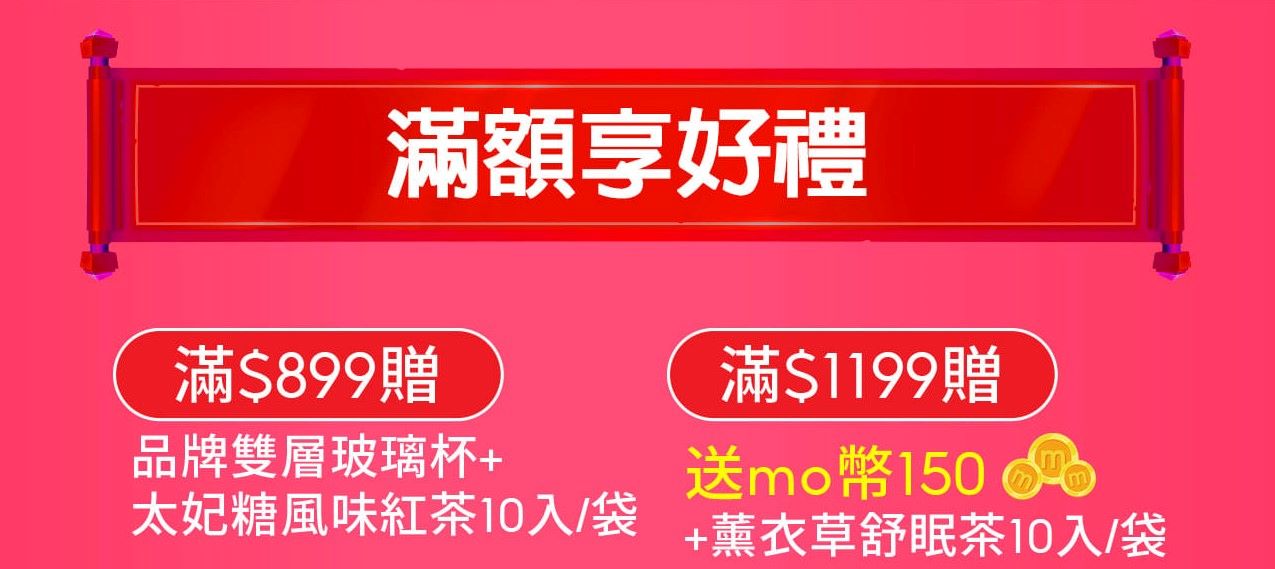 滿額享好禮
滿$899贈
品牌雙層玻璃杯+
太妃糖風味紅茶10入/袋
滿$1199贈
送mo幣150
+薰衣草舒眠茶10入/袋